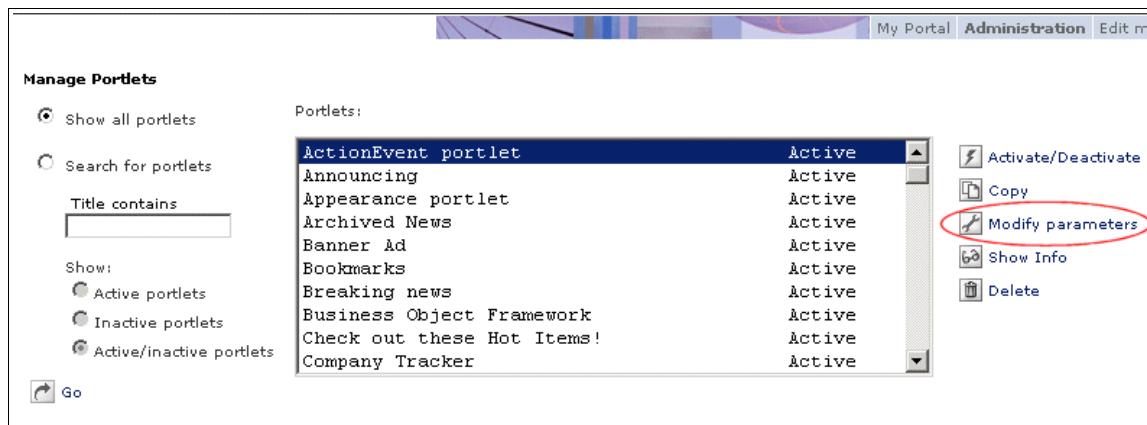 My Portal Administration Edit m
Manage Portlets
Show all portlets
Search for portlets
Title contains
Show:
Active portlets
Inactive portlets
Active/inactive portlets
Go
Portlets:
ActionEvent portlet Active
Announcing Active
Appearance portlet Active
Archived News Active
Banner Ad Active
Bookmarks Active
Breaking news Active
Business Object Framework Active
Check out these Hot Items! Active
Company Tracker Active
Activate/Deactivate
Copy
Modify parameters
Show Info
Delete